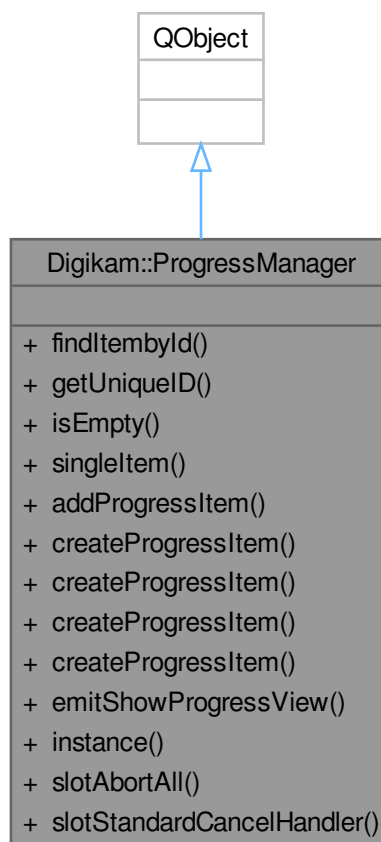 QObject
Digikam::ProgressManager
+ findItembyId()
+ getUniqueID()
+ isEmpty()
+ singleItem()
+ addProgressItem()
+ createProgressItem()
+ createProgressItem()
+ createProgressItem()
+ createProgressItem()
+ emitShowProgressView()
+ instance()
+ slotAbortAll()
+ slotStandardCancelHandler()